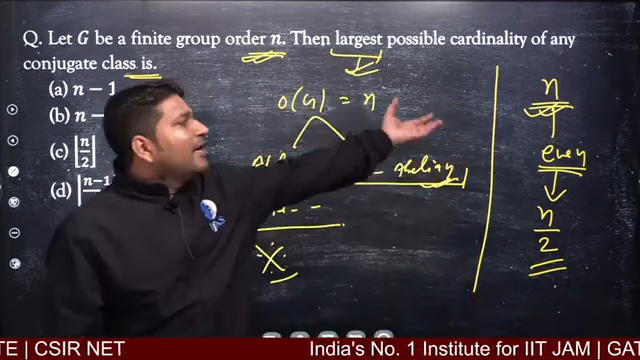 Q. Let G be a finite group order n. Then largest possible cardinality of any
conjugate class is.
(a) n − 1
(b) n −
(c) ⌊n/2⌋
(d) ⌊n−1
o(G) = n
n
even
n/2
TE | CSIR NET India's No. 1 Institute for IIT JAM | GAT